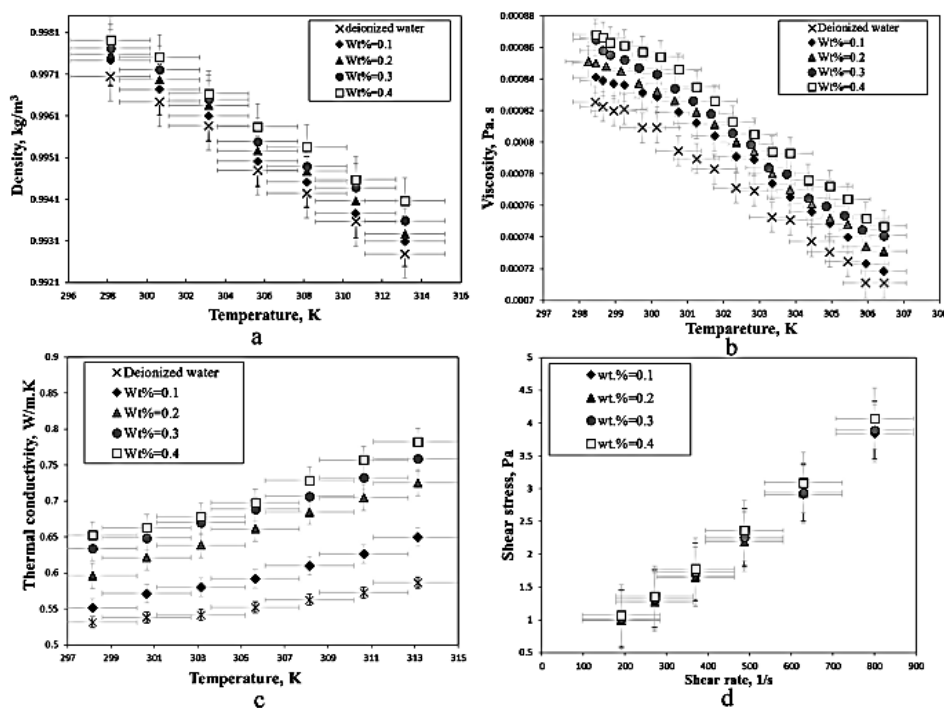 Density, kg/m³
0.9981
0.9971
0.9961
0.9951
0.9941
0.9931
0.9921
deionized water
Wt%=0.1
Wt%=0.2
Wt%=0.3
Wt%=0.4
296 298 300 302 304 306 308 310 312 314 316
Temperature, K
a
Viscosity, Pa. s
0.00088
0.00086
0.00084
0.00082
0.0008
0.00078
0.00076
0.00074
0.00072
0.0007
Deionized water
Wt%=0.1
Wt%=0.2
Wt%=0.3
Wt%=0.4
297 298 299 300 301 302 303 304 305 306 307 308
Tempareture, K
b
Thermal conductivity, W/m.K
0.9
0.85
0.8
0.75
0.7
0.65
0.6
0.55
0.5
Deionized water
Wt%=0.1
Wt%=0.2
Wt%=0.3
Wt%=0.4
297 299 301 303 305 307 309 311 313 315
Temperature, K
c
Shear stress, Pa
5
4.5
4
3.5
3
2.5
2
1.5
1
0.5
wt.%=0.1
wt.%=0.2
wt.%=0.3
wt.%=0.4
0 100 200 300 400 500 600 700 800 900
Shear rate, 1/s
d